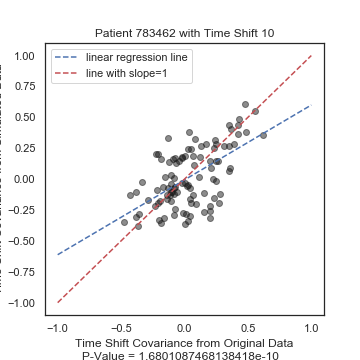 Patient 783462 with Time Shift 10
linear regression line
line with slope=1
1.00
0.75
0.50
0.25
0.00
−0.25
−0.50
−0.75
−1.00
−1.0
−0.5
0.0
0.5
1.0
Time Shift Covariance from Original Data
P-Value = 1.6801087468138418e-10